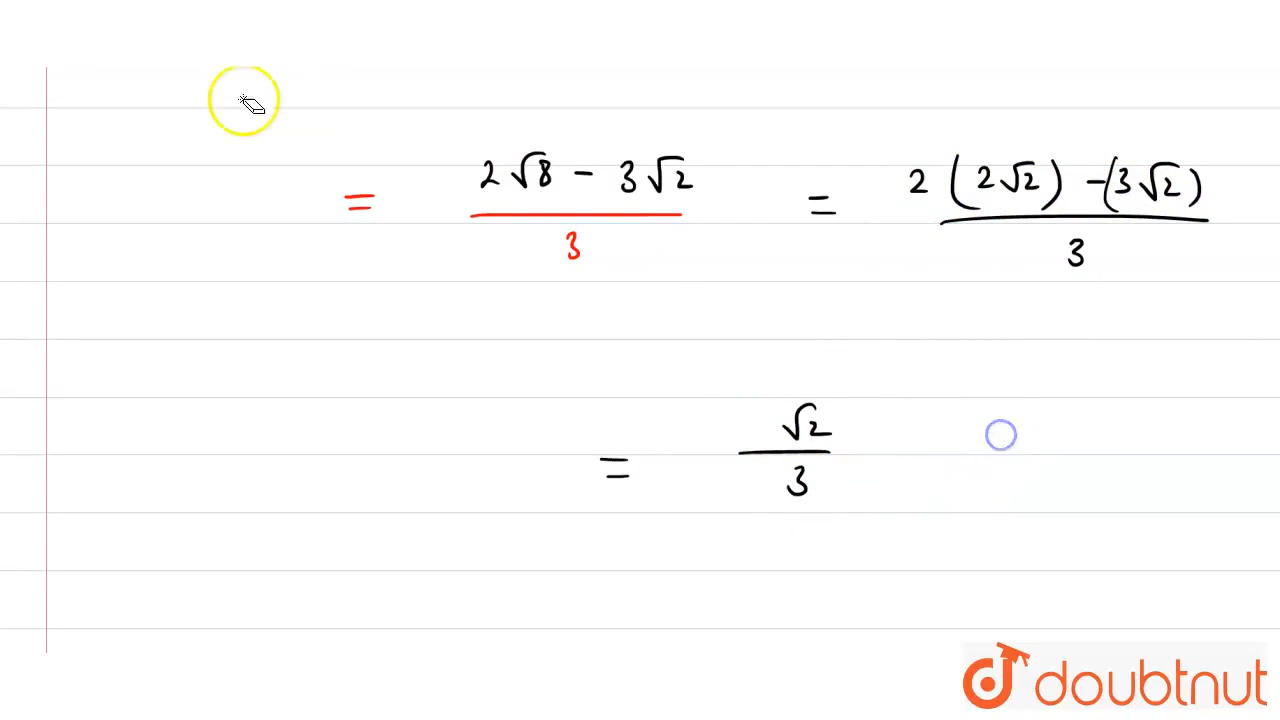 = (2√8 - 3√2)/3 = (2(2√2) -(3√2))/3
= √2/3
doubtnut